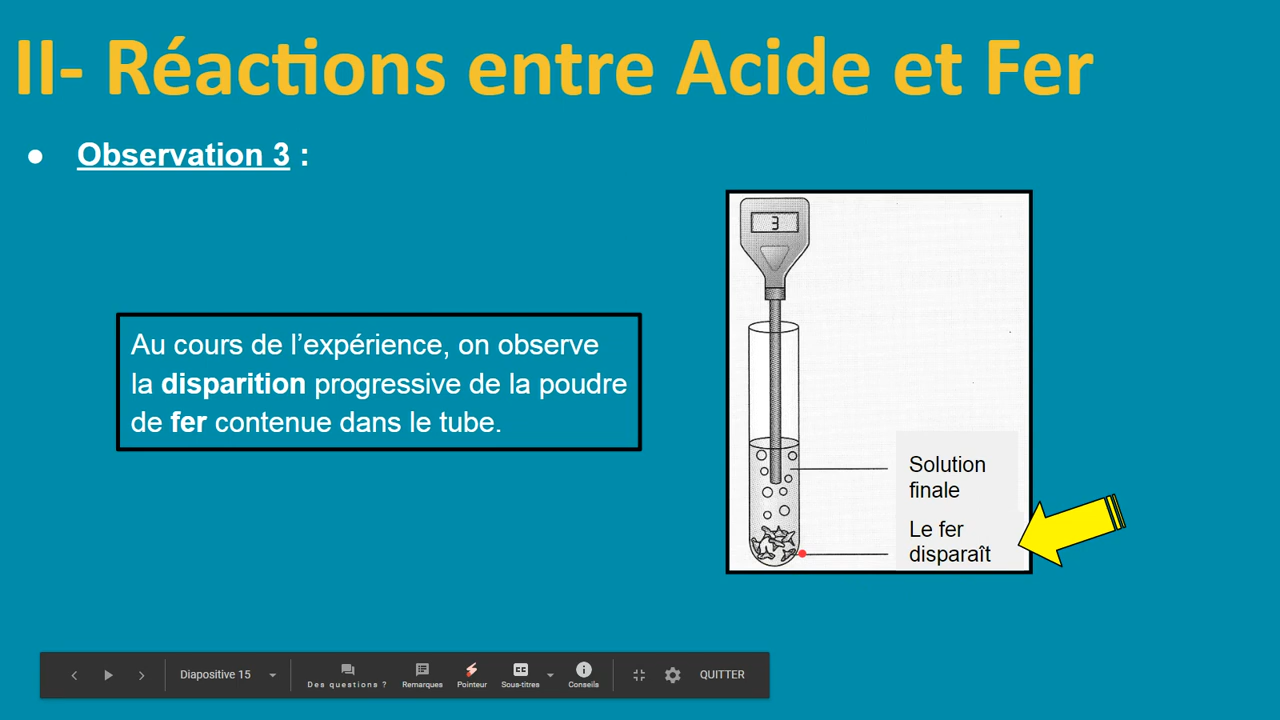 II- Réactions entre Acide et Fer
● Observation 3 :
3
Au cours de l’expérience, on observe
la disparition progressive de la poudre
de fer contenue dans le tube.
Solution
finale
Le fer
disparaît
Diapositive 15
Des questions ?
Remarques
Pointeur
Sous-titres
Conseils
QUITTER